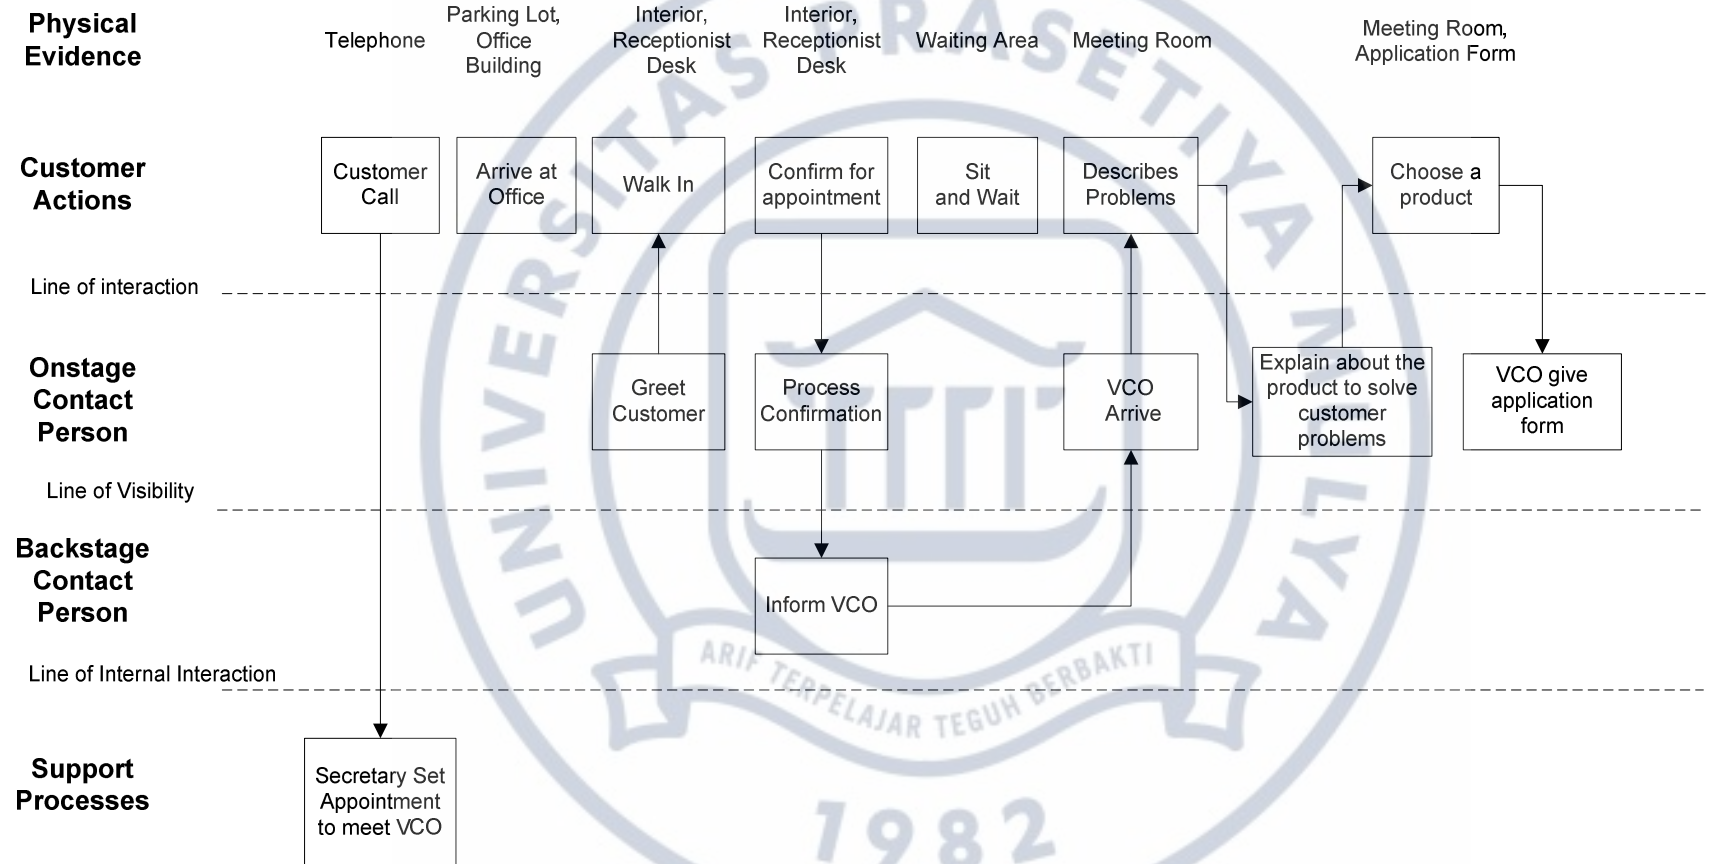 Physical
Evidence
Telephone
Parking Lot,
Office
Building
Interior,
Receptionist
Desk
Interior,
Receptionist
Desk
Waiting Area
Meeting Room
Meeting Room,
Application Form
Customer
Actions
Customer
Call
Arrive at
Office
Walk In
Confirm for
appointment
Sit
and Wait
Describes
Problems
Choose a
product
Line of interaction
Onstage
Contact
Person
Greet
Customer
Process
Confirmation
VCO
Arrive
Explain about the
product to solve
customer
problems
VCO give
application
form
Line of Visibility
Backstage
Contact
Person
Inform VCO
Line of Internal Interaction
Support
Processes
Secretary Set
Appointment
to meet VCO
UNIVERSITAS PRASETIYA MULYA
ARIF TERPELAJAR TEGUH BERBAKTI
1982